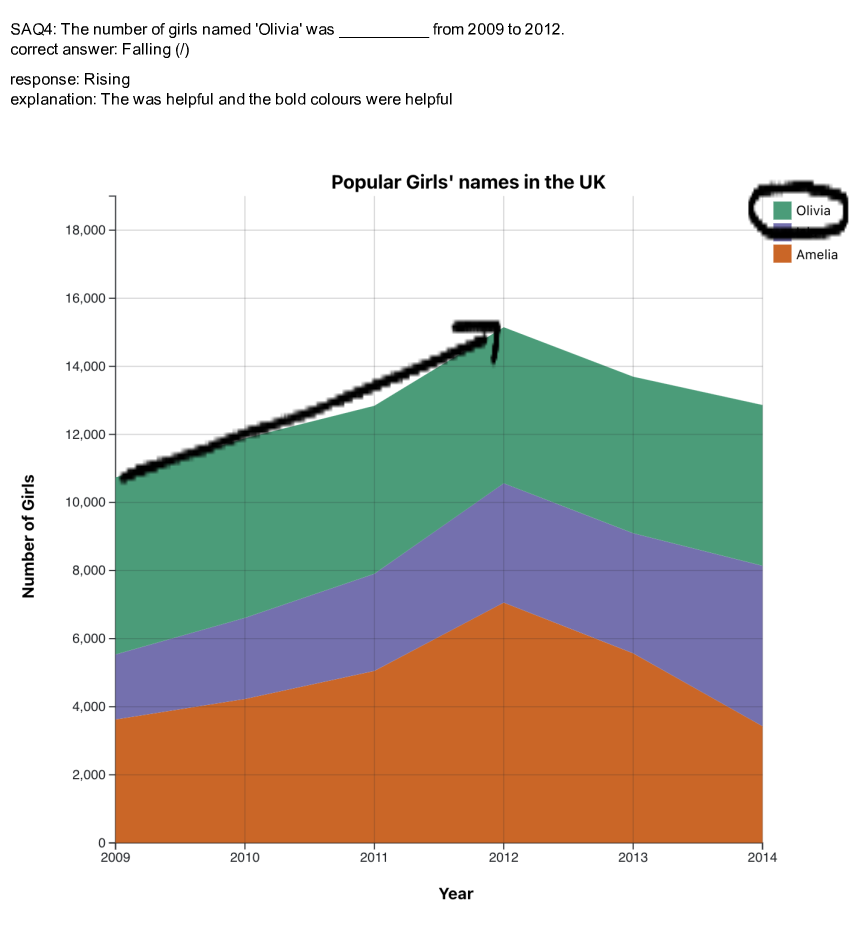 SAQ4: The number of girls named 'Olivia' was ___________ from 2009 to 2012.
correct answer: Falling (/)
response: Rising
explanation: The was helpful and the bold colours were helpful
Popular Girls' names in the UK
Olivia
Amelia
18,000
16,000
14,000
12,000
10,000
8,000
6,000
4,000
2,000
0
Number of Girls
2009 2010 2011 2012 2013 2014
Year